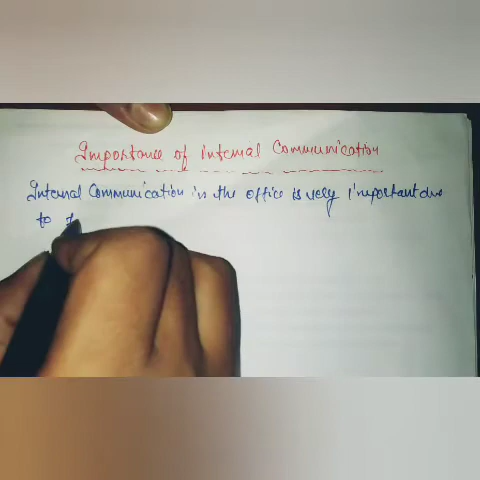 Importance of Internal Communication
Internal Communication in the office is very important due
to